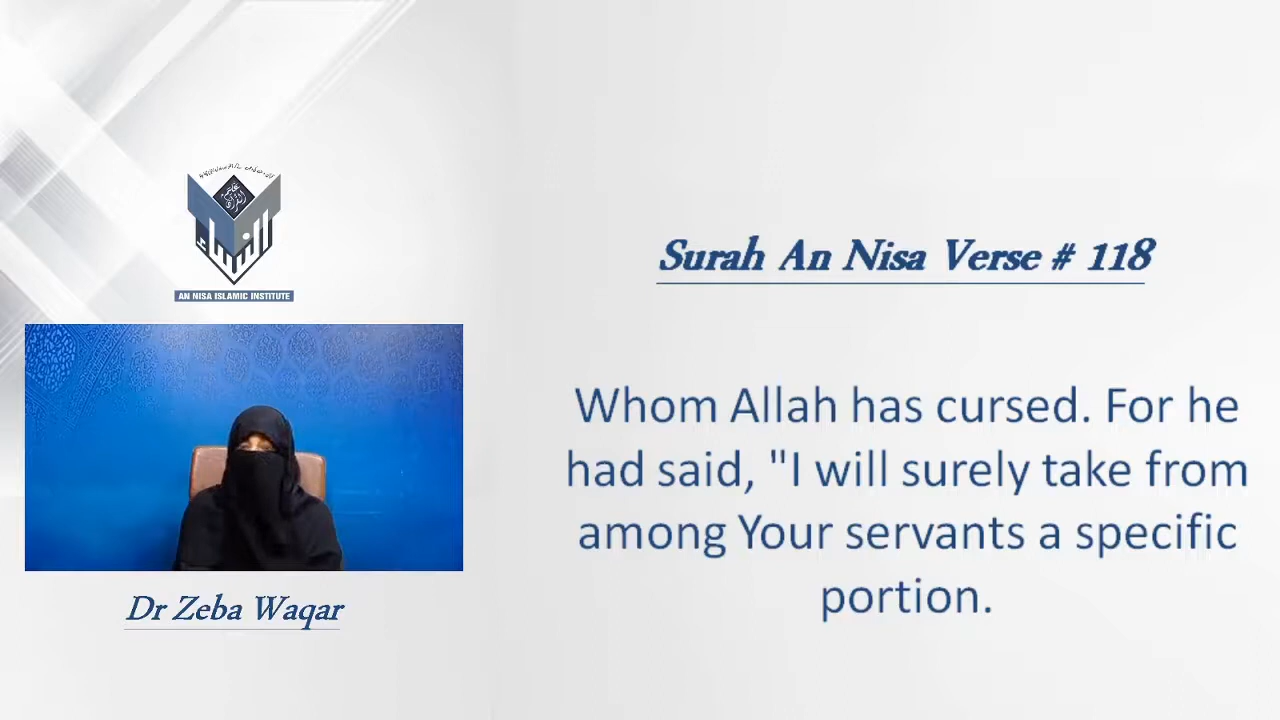 النساء
AN NISA ISLAMIC INSTITUTE
Dr Zeba Waqar
Surah An Nisa Verse # 118
Whom Allah has cursed. For he
had said, "I will surely take from
among Your servants a specific
portion.